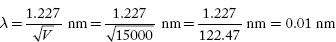 λ = 1.227/√V nm = 1.227/√15000 nm = 1.227/122.47 nm = 0.01 nm